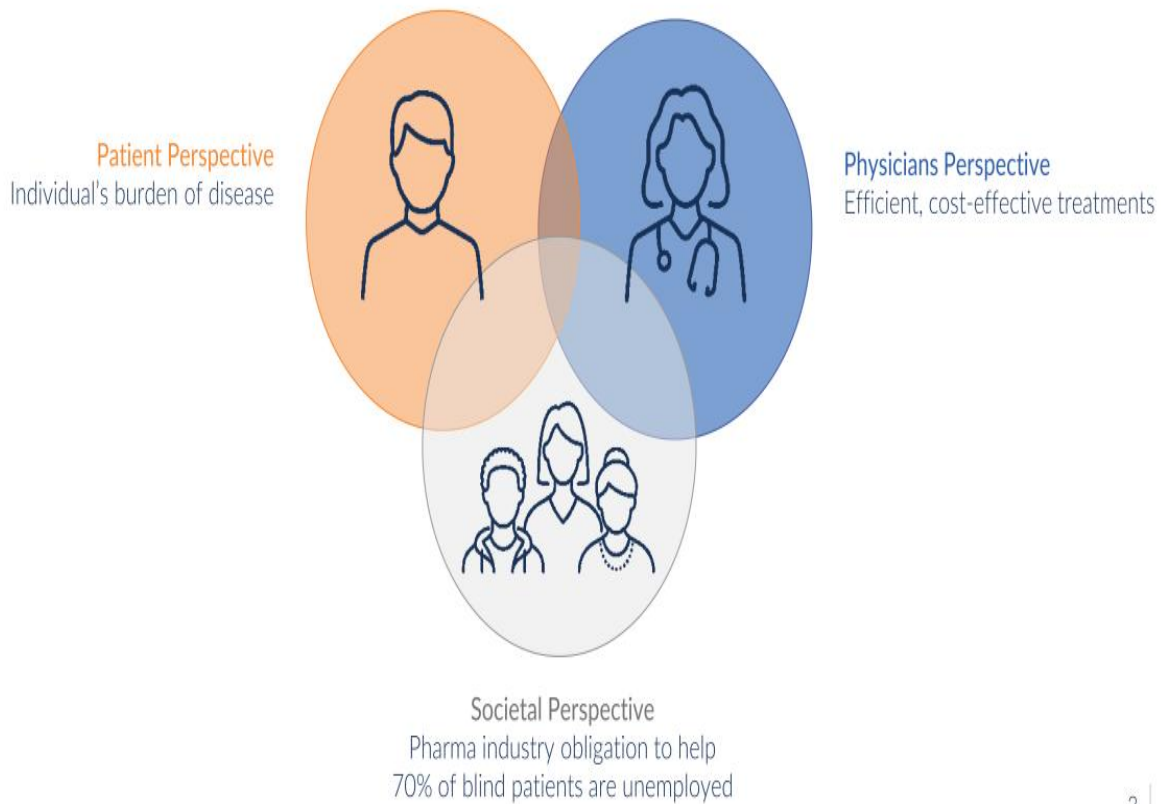 Patient Perspective
Individual's burden of disease
Physicians Perspective
Efficient, cost-effective treatments
Societal Perspective
Pharma industry obligation to help
70% of blind patients are unemployed